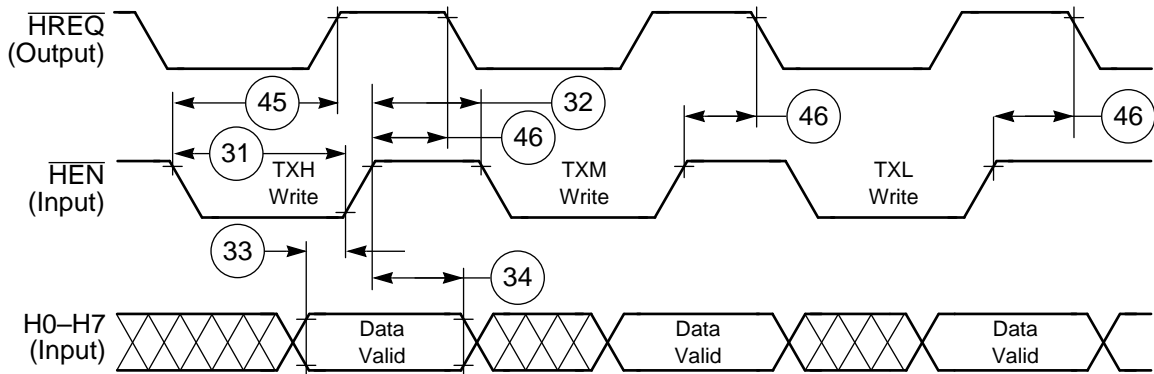 HREQ
(Output)
45
32
46
46
46
31
HEN
(Input)
TXH
Write
TXM
Write
TXL
Write
33
34
H0–H7
(Input)
Data
Valid
Data
Valid
Data
Valid